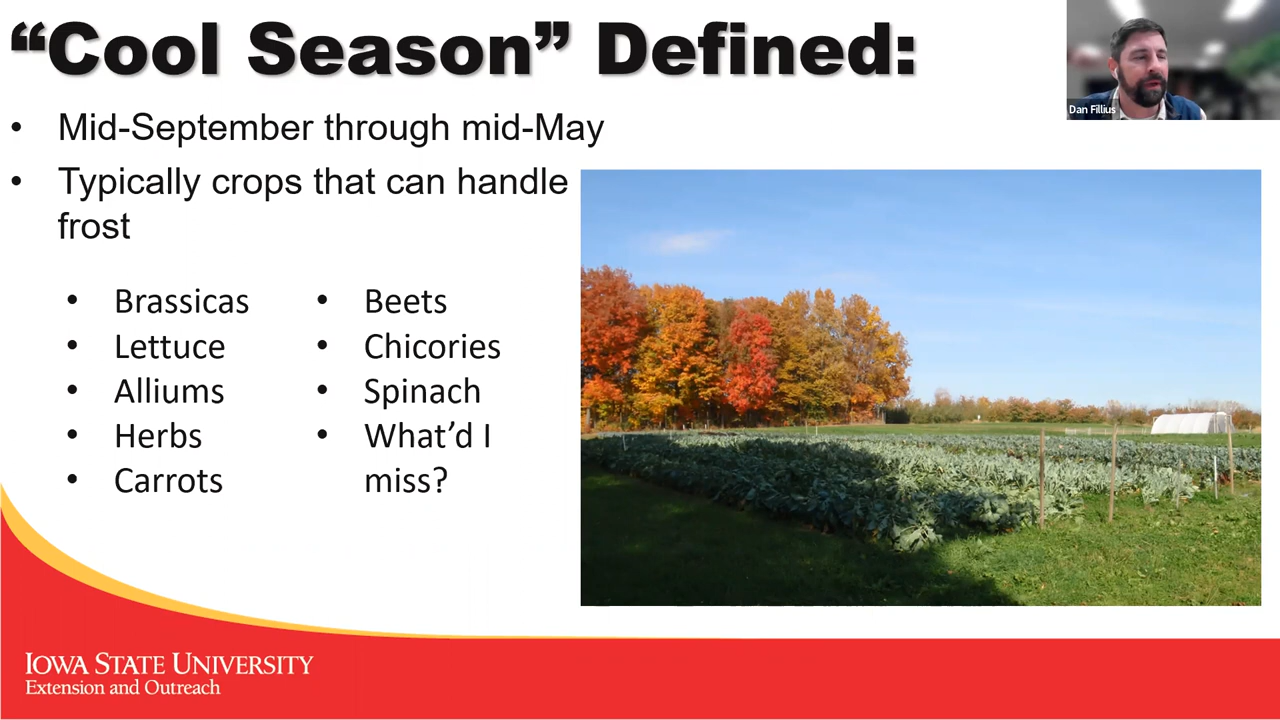 “Cool Season” Defined:
Dan Fillius
• Mid-September through mid-May
• Typically crops that can handle
frost
• Brassicas
• Lettuce
• Alliums
• Herbs
• Carrots
• Beets
• Chicories
• Spinach
• What’d I
miss?
IOWA STATE UNIVERSITY
Extension and Outreach